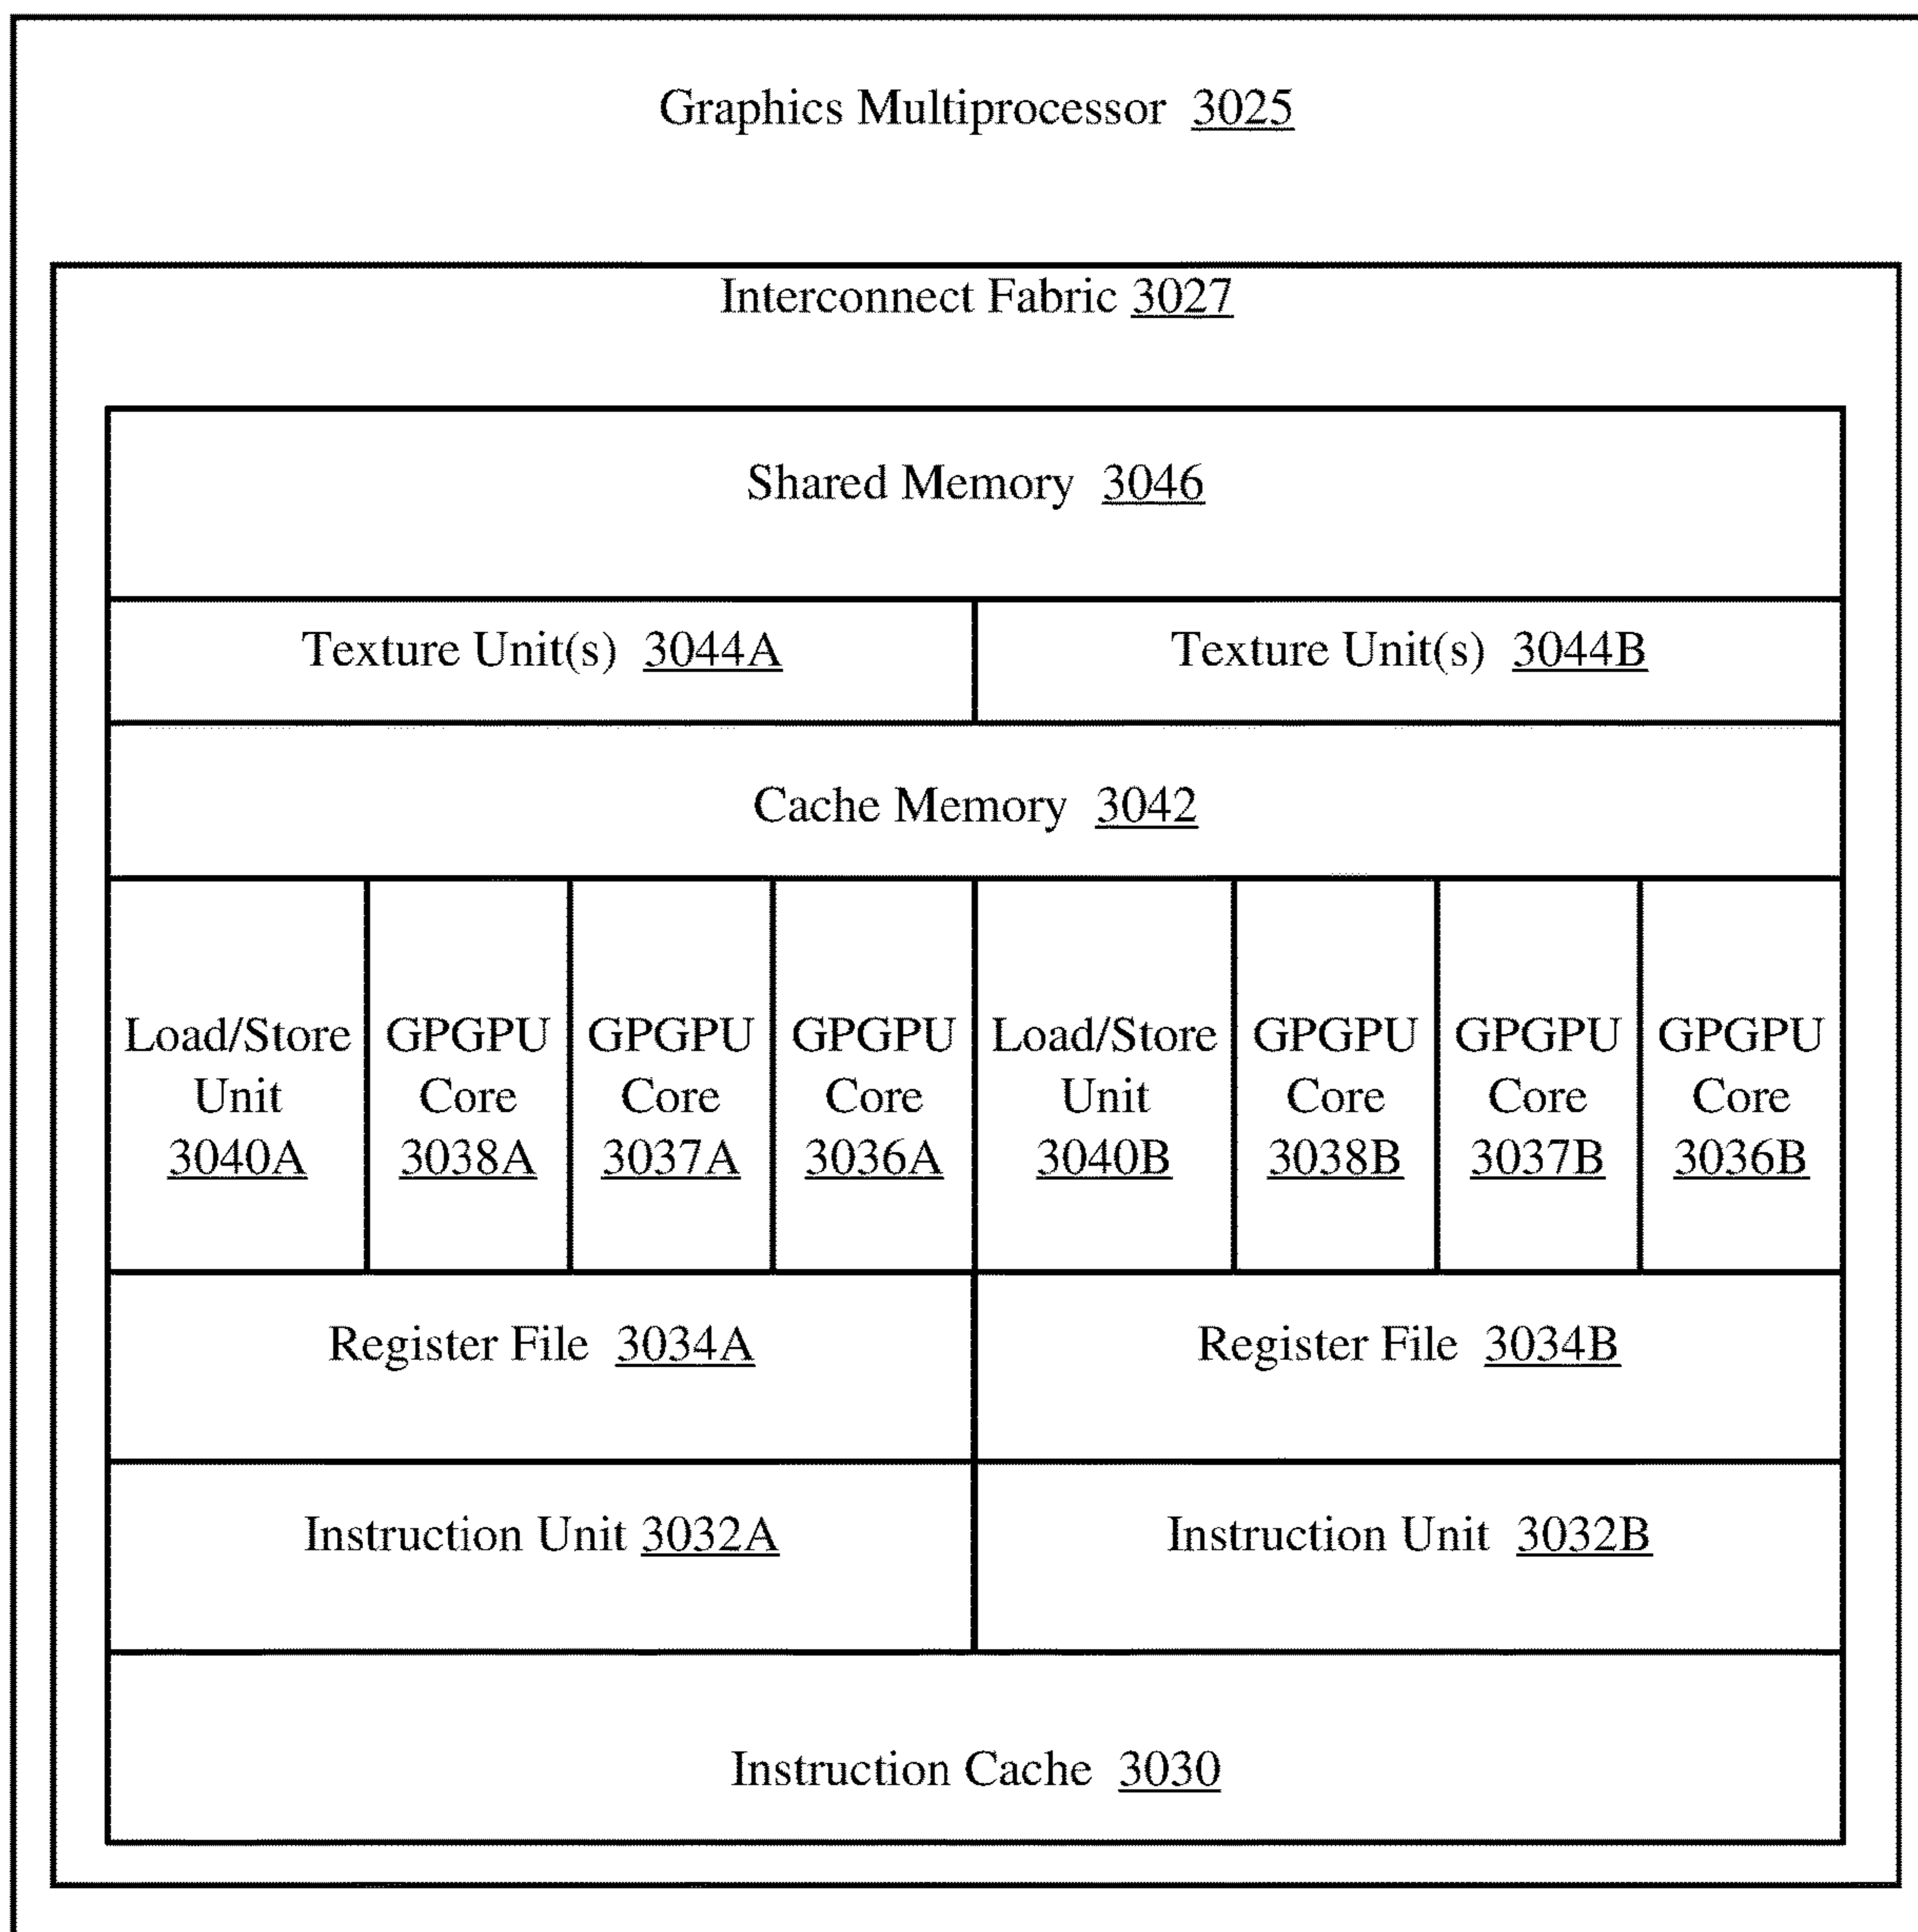 Graphics Multiprocessor 3025
Interconnect Fabric 3027
Shared Memory 3046
Texture Unit(s) 3044A
Texture Unit(s) 3044B
Cache Memory 3042
Load/Store
Unit
3040A
GPGPU
Core
3038A
GPGPU
Core
3037A
GPGPU
Core
3036A
Load/Store
Unit
3040B
GPGPU
Core
3038B
GPGPU
Core
3037B
GPGPU
Core
3036B
Register File 3034A
Register File 3034B
Instruction Unit 3032A
Instruction Unit 3032B
Instruction Cache 3030